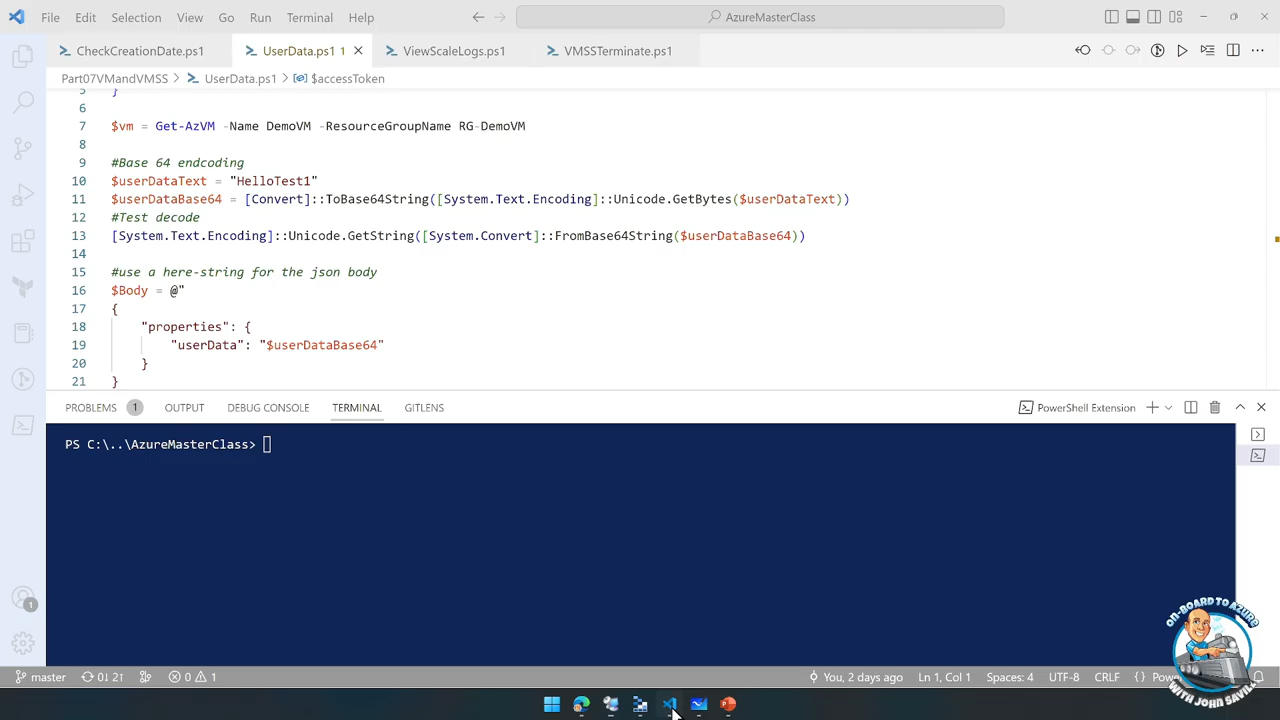 File Edit Selection View Go Run Terminal Help AzureMasterClass
CheckCreationDate.ps1 UserData.ps1 1 ViewScaleLogs.ps1 VMSSTerminate.ps1
Part07VMandVMSS > UserData.ps1 > $accessToken
5 }
6
7 $vm = Get-AzVM -Name DemoVM -ResourceGroupName RG-DemoVM
8
9 #Base 64 endcoding
10 $userDataText = "HelloTest1"
11 $userDataBase64 = [Convert]::ToBase64String([System.Text.Encoding]::Unicode.GetBytes($userDataText))
12 #Test decode
13 [System.Text.Encoding]::Unicode.GetString([System.Convert]::FromBase64String($userDataBase64))
14
15 #use a here-string for the json body
16 $Body = @"
17 {
18 "properties": {
19 "userData": "$userDataBase64"
20 }
21 }
PROBLEMS 1 OUTPUT DEBUG CONSOLE TERMINAL GITLENS PowerShell Extension
PS C:\..\AzureMasterClass>
1
ON-BOARD TO AZURE
WITH JOHN SAVILL
master 0↓ 2↑ 0 1 You, 2 days ago Ln 1, Col 1 Spaces: 4 UTF-8 CRLF {} Pow